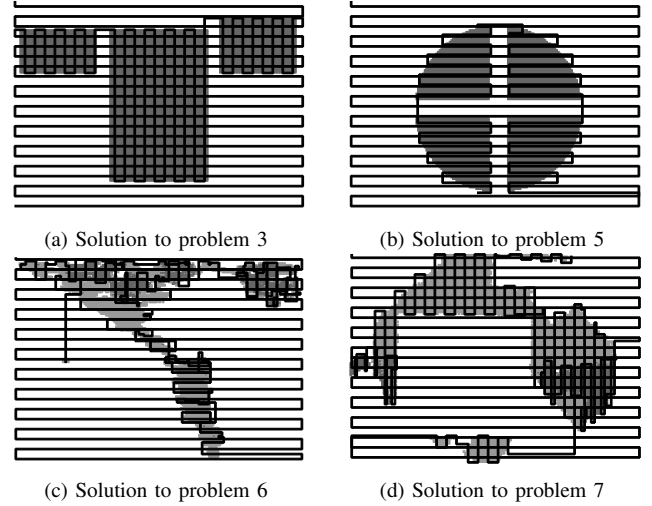 (a) Solution to problem 3
(b) Solution to problem 5
(c) Solution to problem 6
(d) Solution to problem 7